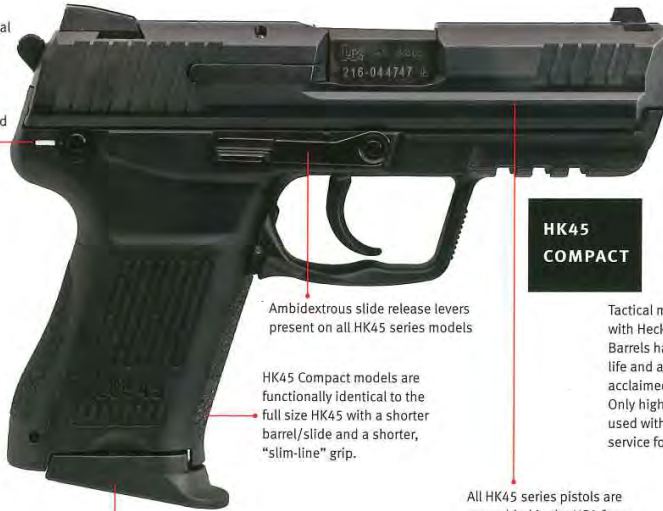 al
d
216-044747
HK45
COMPACT
Ambidextrous slide release levers
present on all HK45 series models
HK45 Compact models are
functionally identical to the
full size HK45 with a shorter
barrel/slide and a shorter,
“slim-line” grip.
Tactical m
with Heck
Barrels ha
life and a
acclaimed
Only high
used with
service fo
All HK45 series pistols are